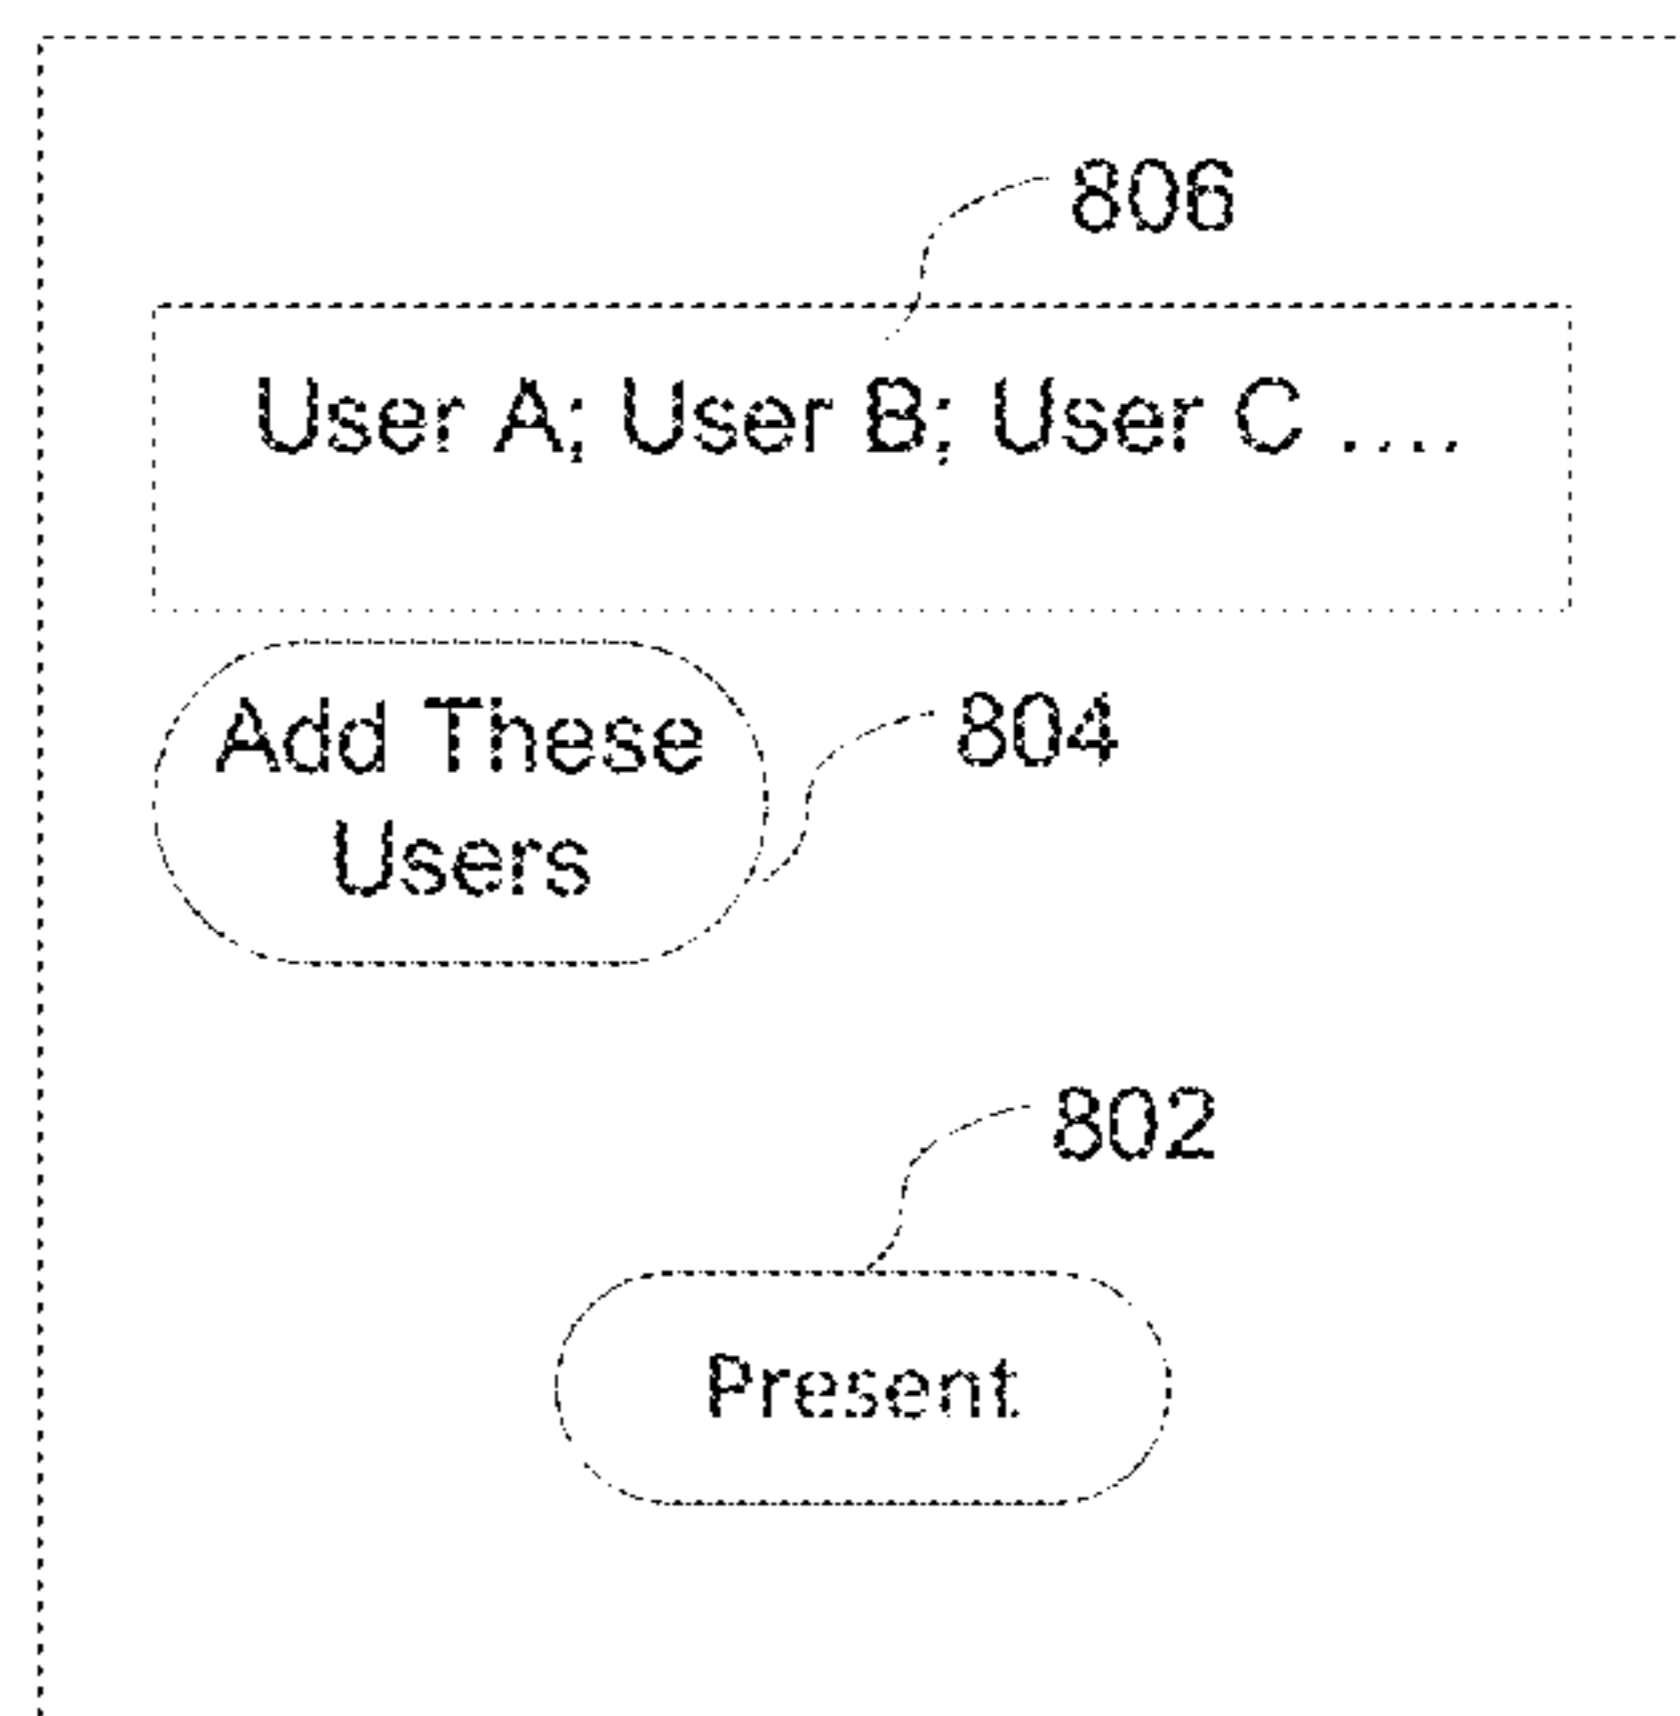 806
User A; User B; User C ....
Add These
Users
804
802
Present